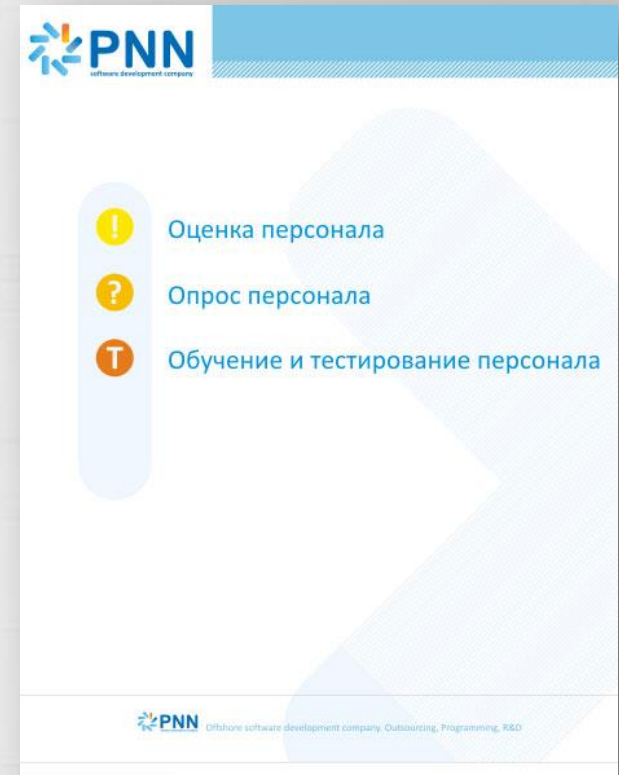 PNN
software development company
! Оценка персонала
? Опрос персонала
T Обучение и тестирование персонала
PNN Offshore software development company. Outsourcing, Programming, R&D